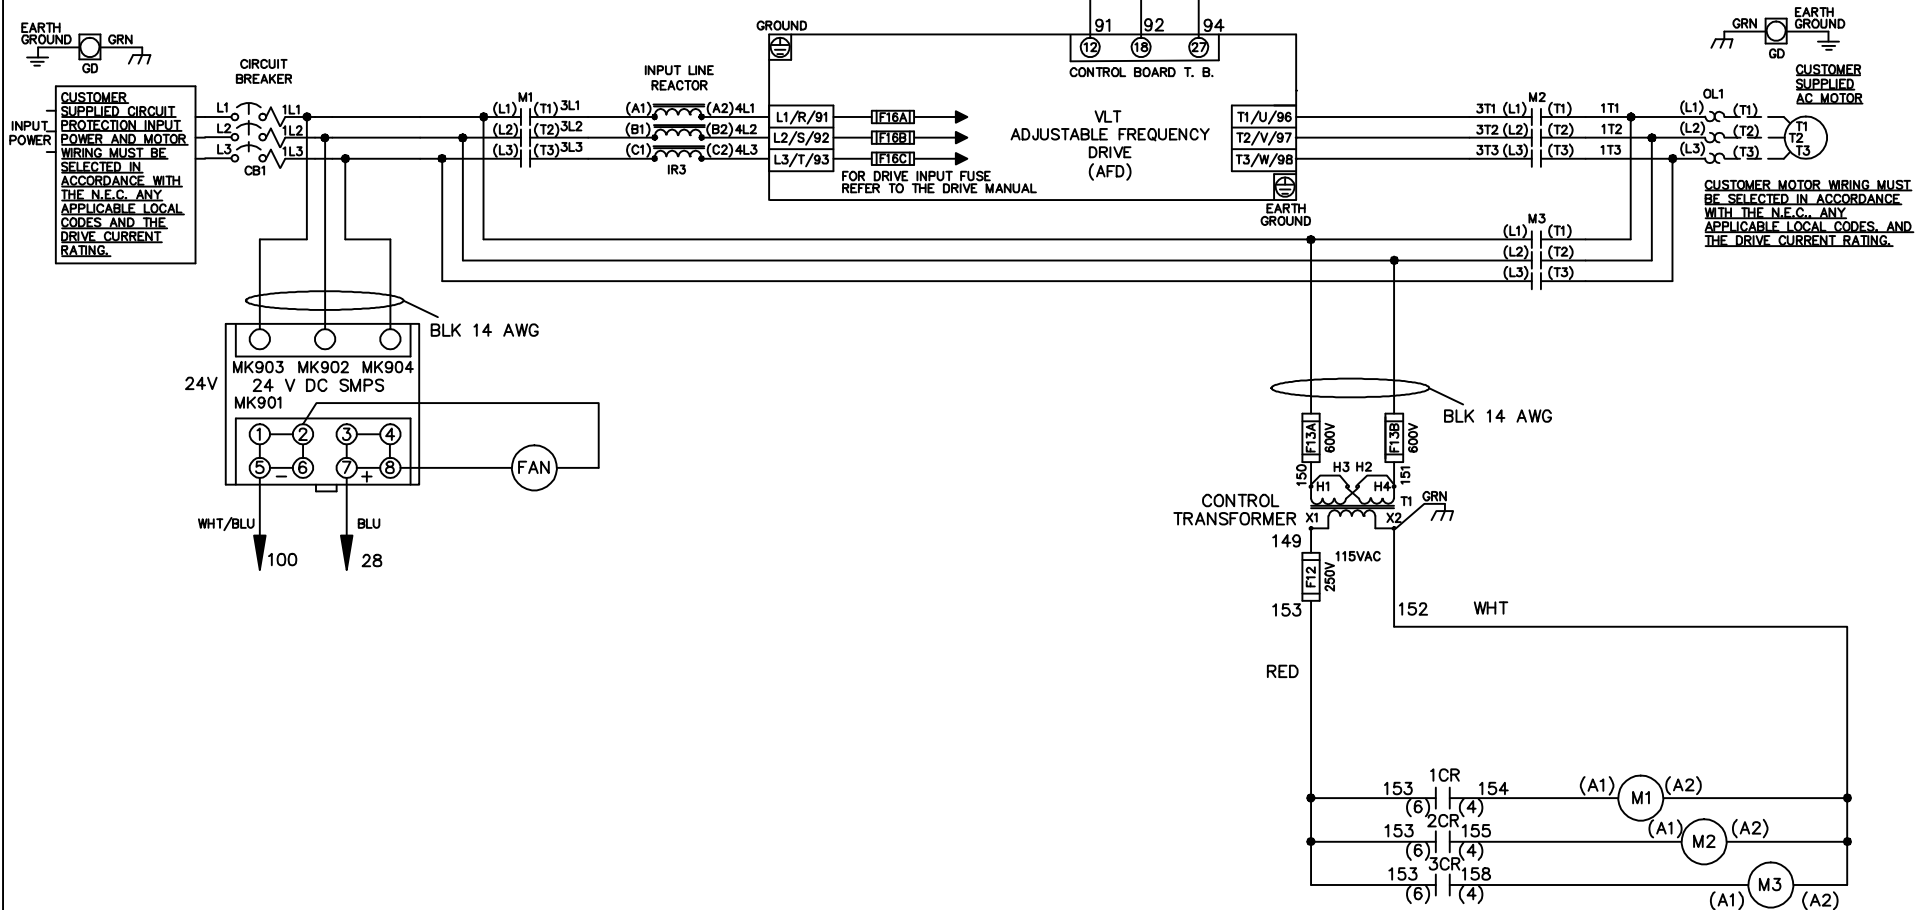 EARTH
GROUND
GRN
GD
INPUT
POWER
CUSTOMER
SUPPLIED CIRCUIT
PROTECTION INPUT
POWER AND MOTOR
WIRING MUST BE
SELECTED IN
ACCORDANCE WITH
THE N.E.C. ANY
APPLICABLE LOCAL
CODES AND THE
DRIVE CURRENT
RATING.
CIRCUIT
BREAKER
L1 1L1
L2 1L2
L3 1L3
CB1
M1
(L1) (T1) 3L1
(L2) (T2) 3L2
(L3) (T3) 3L3
INPUT LINE
REACTOR
(A1) (A2) 4L1
(B1) (B2) 4L2
(C1) (C2) 4L3
IR3
GROUND
91 92 94
12 18 27
CONTROL BOARD T. B.
L1/R/91 F16A
L2/S/92 F16B
L3/T/93 F16C
FOR DRIVE INPUT FUSE
REFER TO THE DRIVE MANUAL
VLT
ADJUSTABLE FREQUENCY
DRIVE
(AFD)
T1/U/96
T2/V/97
T3/W/98
EARTH
GROUND
M2
3T1 (L1) (T1) 1T1
3T2 (L2) (T2) 1T2
3T3 (L3) (T3) 1T3
M3
(L1) (T1)
(L2) (T2)
(L3) (T3)
GRN
GD
EARTH
GROUND
CUSTOMER
SUPPLIED
AC MOTOR
OL1
(L1) (T1)
(L2) (T2)
(L3) (T3)
T1
T2
T3
CUSTOMER MOTOR WIRING MUST
BE SELECTED IN ACCORDANCE
WITH THE N.E.C., ANY
APPLICABLE LOCAL CODES, AND
THE DRIVE CURRENT RATING.
BLK 14 AWG
MK903 MK902 MK904
24V
24 V DC SMPS
MK901
1 2 3 4
5 6 7 8
- +
FAN
WHT/BLU
BLU
100
28
BLK 14 AWG
F13A 600V
F13B 600V
150
151
H3 H2
H1 H4
T1
GRN
CONTROL
TRANSFORMER
X1 X2
149
115VAC
F12 250V
153
152
WHT
RED
1CR
153 154 (A1) M1 (A2)
(6) (4)
2CR
153 155 (A1) M2 (A2)
(6) (4)
3CR
153 158 M3
(6) (4) (A1) (A2)